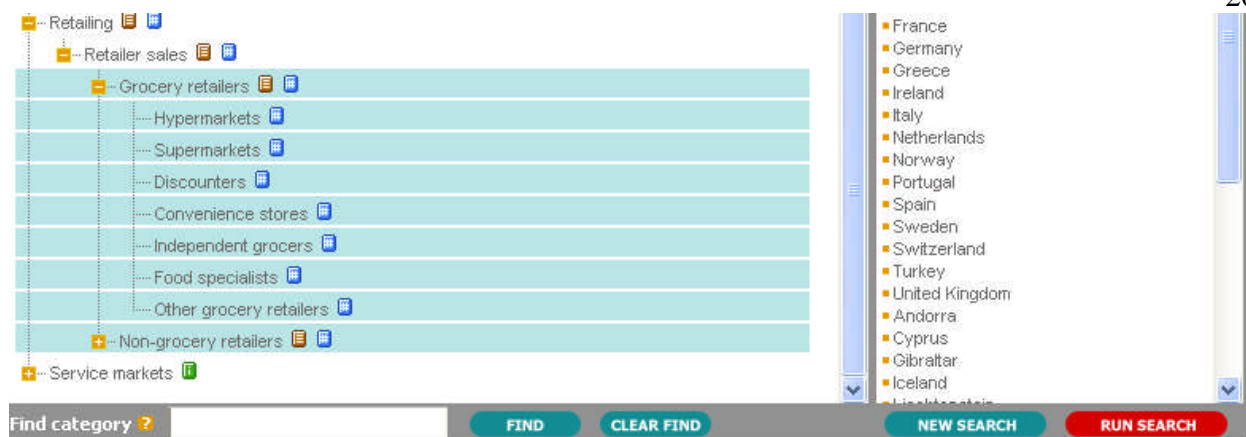 Retailing
Retailer sales
Grocery retailers
Hypermarkets
Supermarkets
Discounters
Convenience stores
Independent grocers
Food specialists
Other grocery retailers
Non-grocery retailers
Service markets
France
Germany
Greece
Ireland
Italy
Netherlands
Norway
Portugal
Spain
Sweden
Switzerland
Turkey
United Kingdom
Andorra
Cyprus
Gibraltar
Iceland
Find category ?
FIND
CLEAR FIND
NEW SEARCH
RUN SEARCH